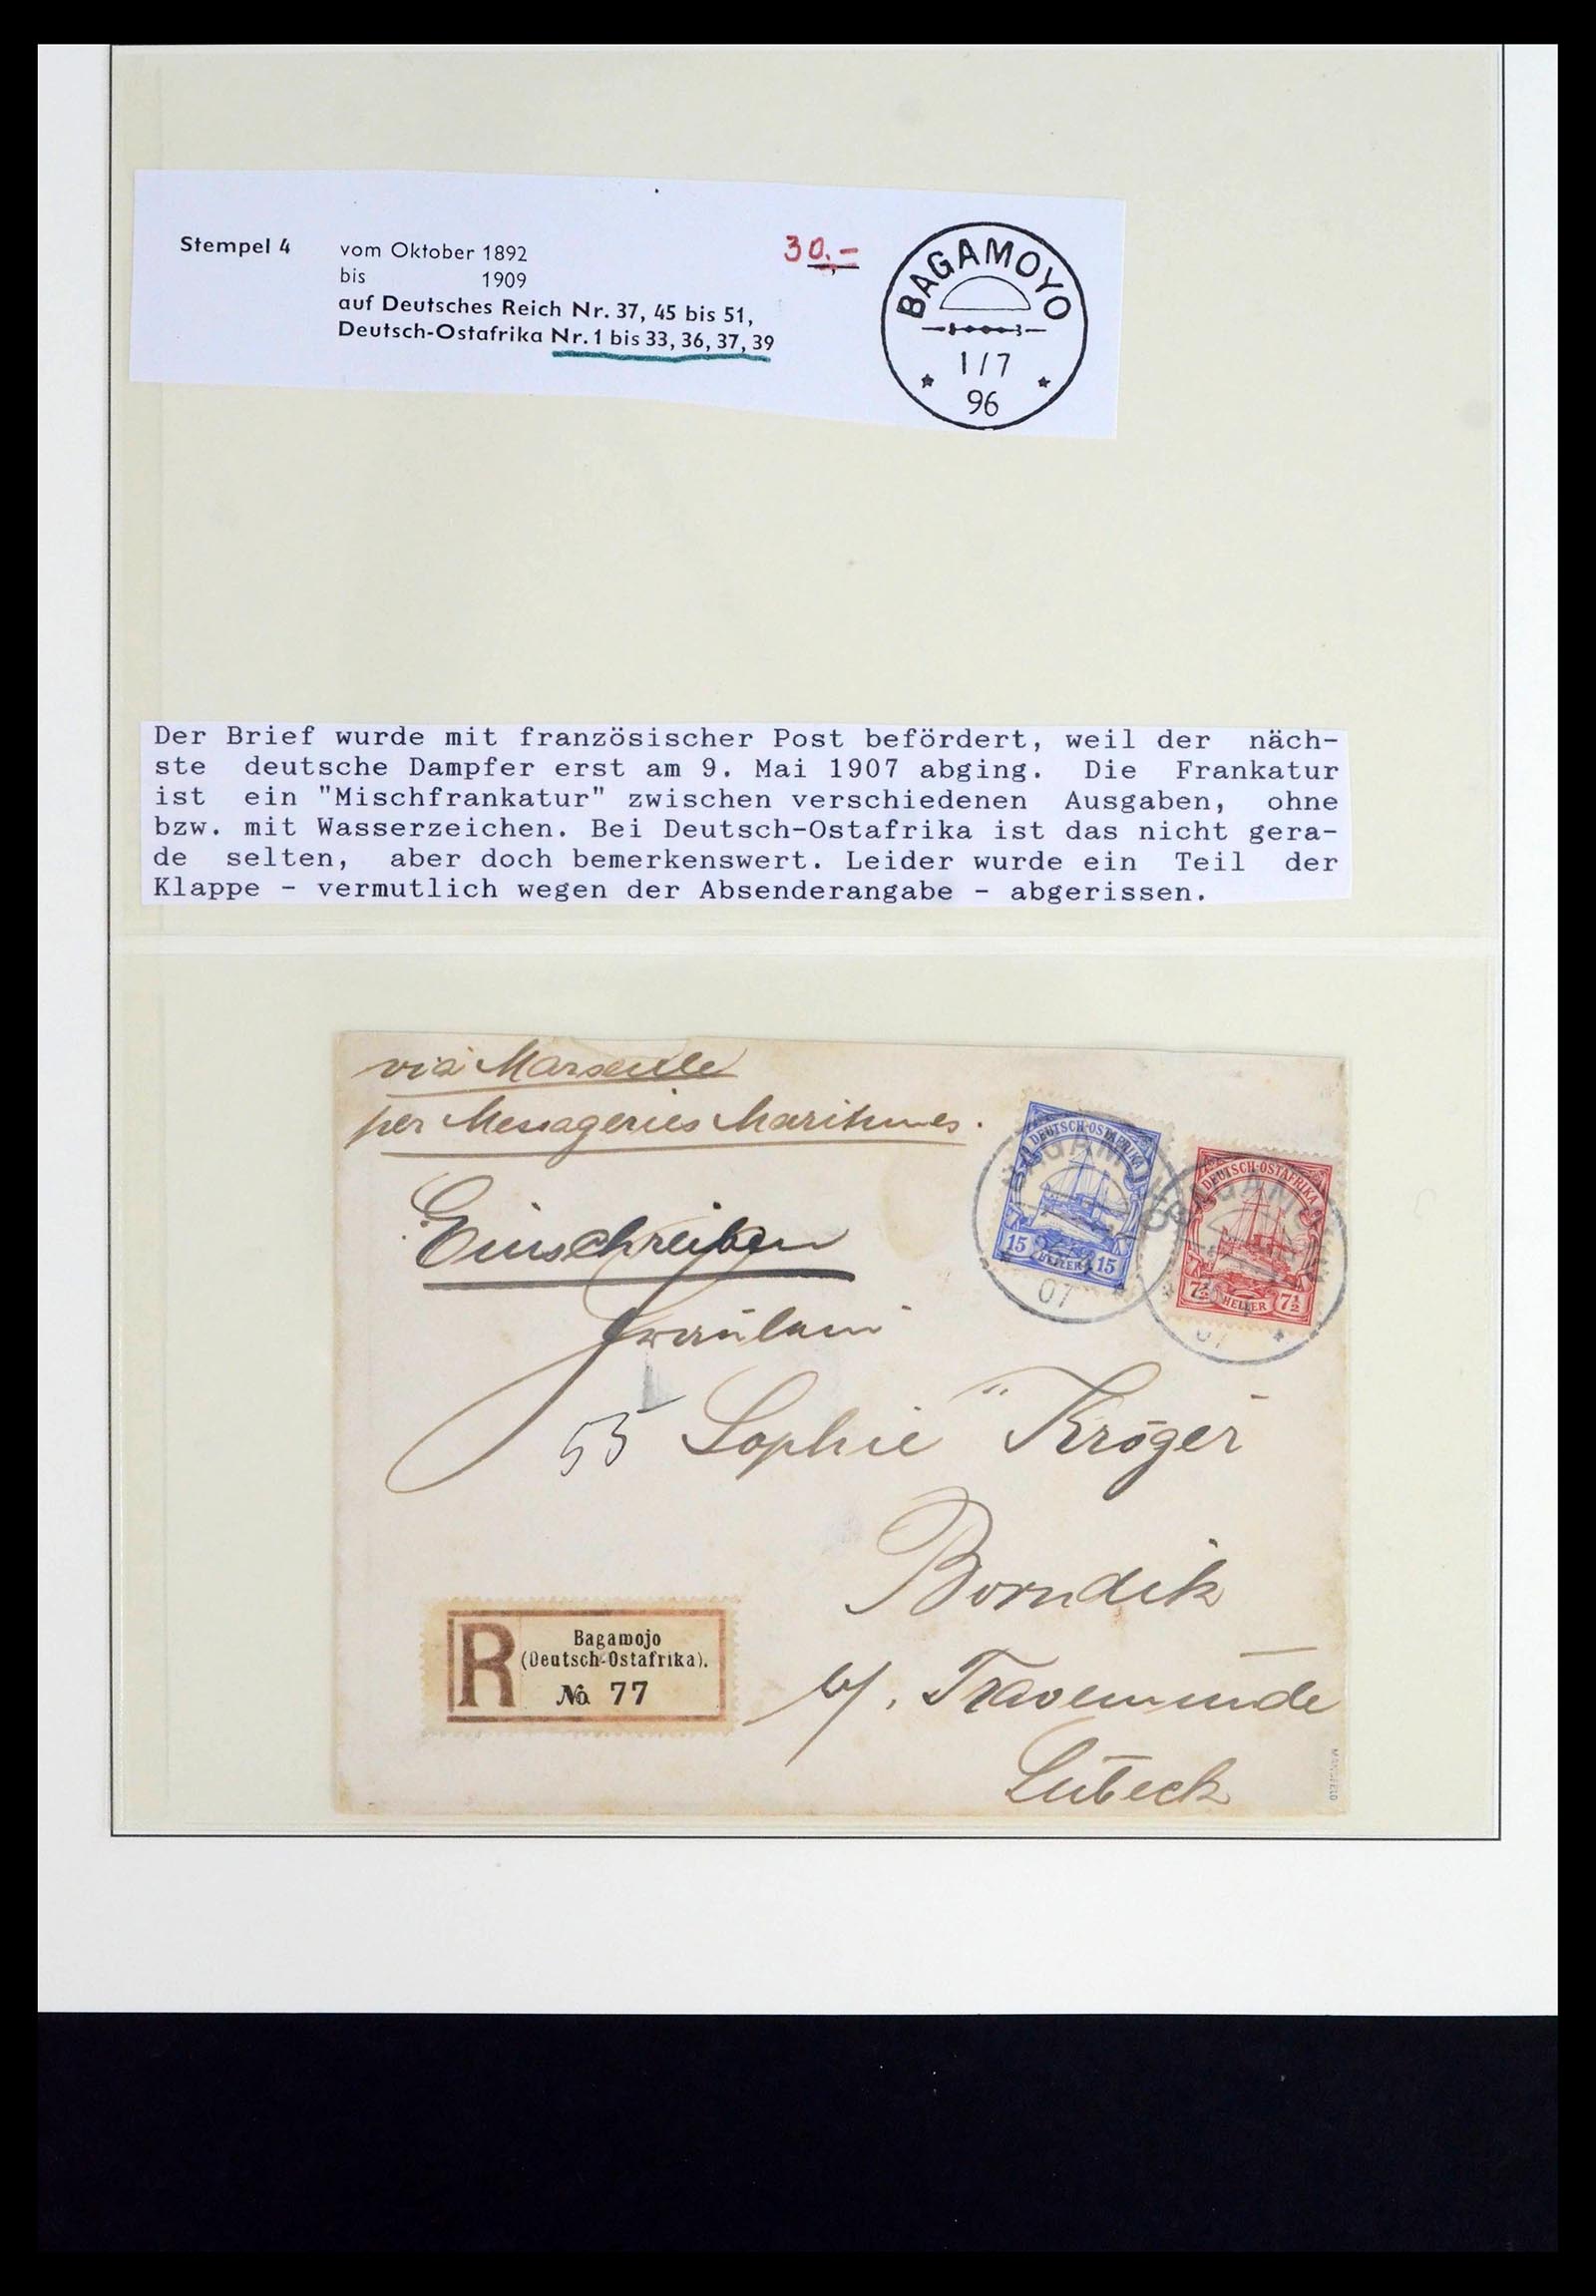 Stempel 4 vom Oktober 1892
bis 1909
auf Deutsches Reich Nr. 37, 45 bis 51,
Deutsch-Ostafrika Nr. 1 bis 33, 36, 37, 39
30.-
BAGAMOYO
1/7
96
Der Brief wurde mit französischer Post befördert, weil der näch-
ste deutsche Dampfer erst am 9. Mai 1907 abging. Die Frankatur
ist ein "Mischfrankatur" zwischen verschiedenen Ausgaben, ohne
bzw. mit Wasserzeichen. Bei Deutsch-Ostafrika ist das nicht gera-
de selten, aber doch bemerkenswert. Leider wurde ein Teil der
Klappe - vermutlich wegen der Absenderangabe - abgerissen.
via Marseille
per Messageries Maritimes.
DEUTSCH-OSTAFRIKA
15 HELLER 15
BAGAMOYO
07
DEUTSCH-OSTAFRIKA
7½ HELLER 7½
BAGAMOYO
07
Einschreiben
Fräulein
55 Sophie Kröger
Borndik
b/. Travemünde
Lübeck
R
Bagamojo
(Deutsch-Ostafrika).
No. 77